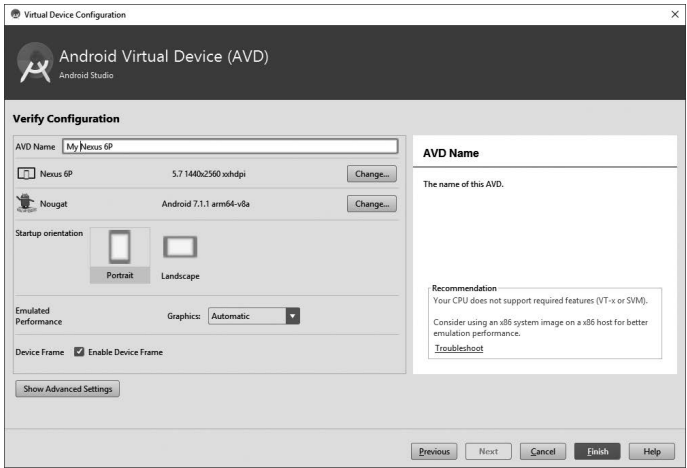 Virtual Device Configuration
Android Virtual Device (AVD)
Android Studio
Verify Configuration
AVD Name My Nexus 6P
Nexus 6P 5.7 1440x2560 xxhdpi Change...
Nougat Android 7.1.1 arm64-v8a Change...
Startup orientation
Portrait Landscape
Emulated
Performance
Graphics: Automatic
Device Frame Enable Device Frame
Show Advanced Settings
AVD Name
The name of this AVD.
Recommendation
Your CPU does not support required features (VT-x or SVM).
Consider using an x86 system image on a x86 host for better
emulation performance.
Troubleshoot
Previous Next Cancel Finish Help